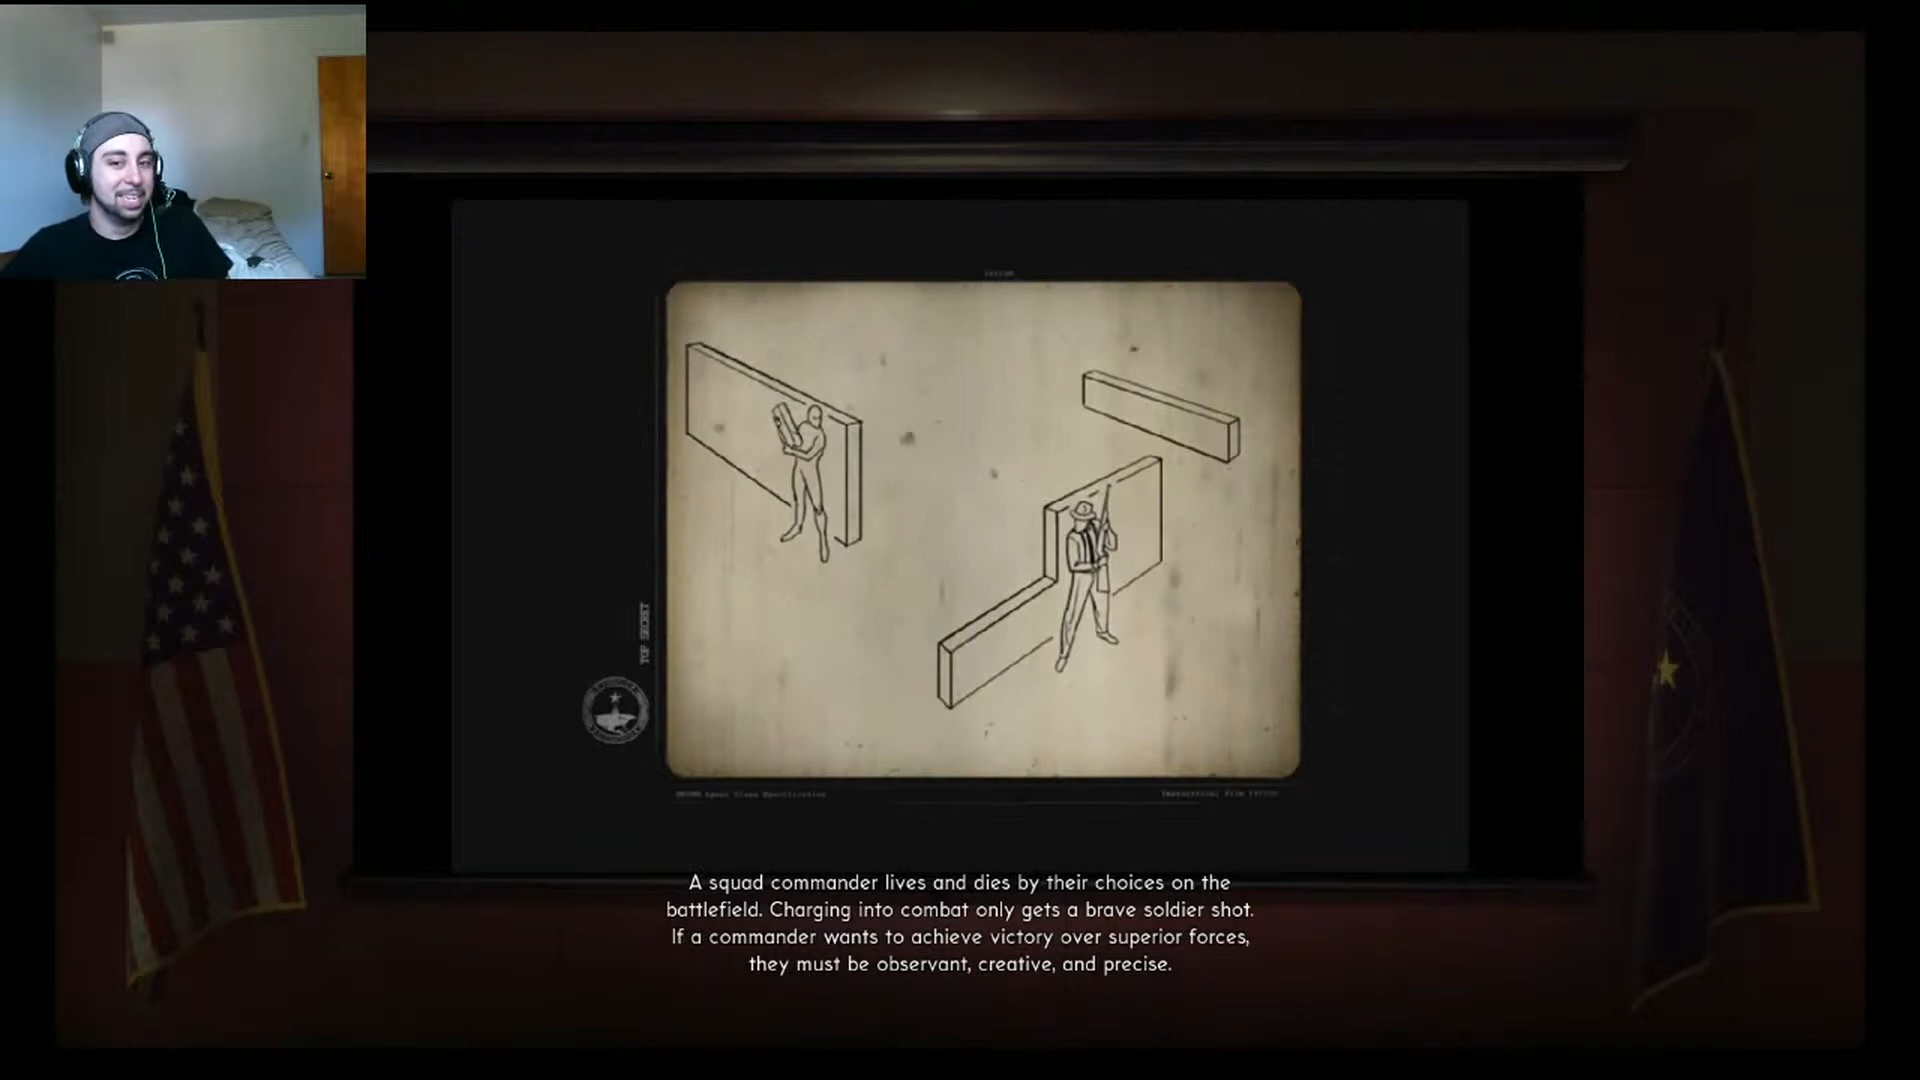 TOP SECRET
A squad commander lives and dies by their choices on the
battlefield. Charging into combat only gets a brave soldier shot.
If a commander wants to achieve victory over superior forces,
they must be observant, creative, and precise.